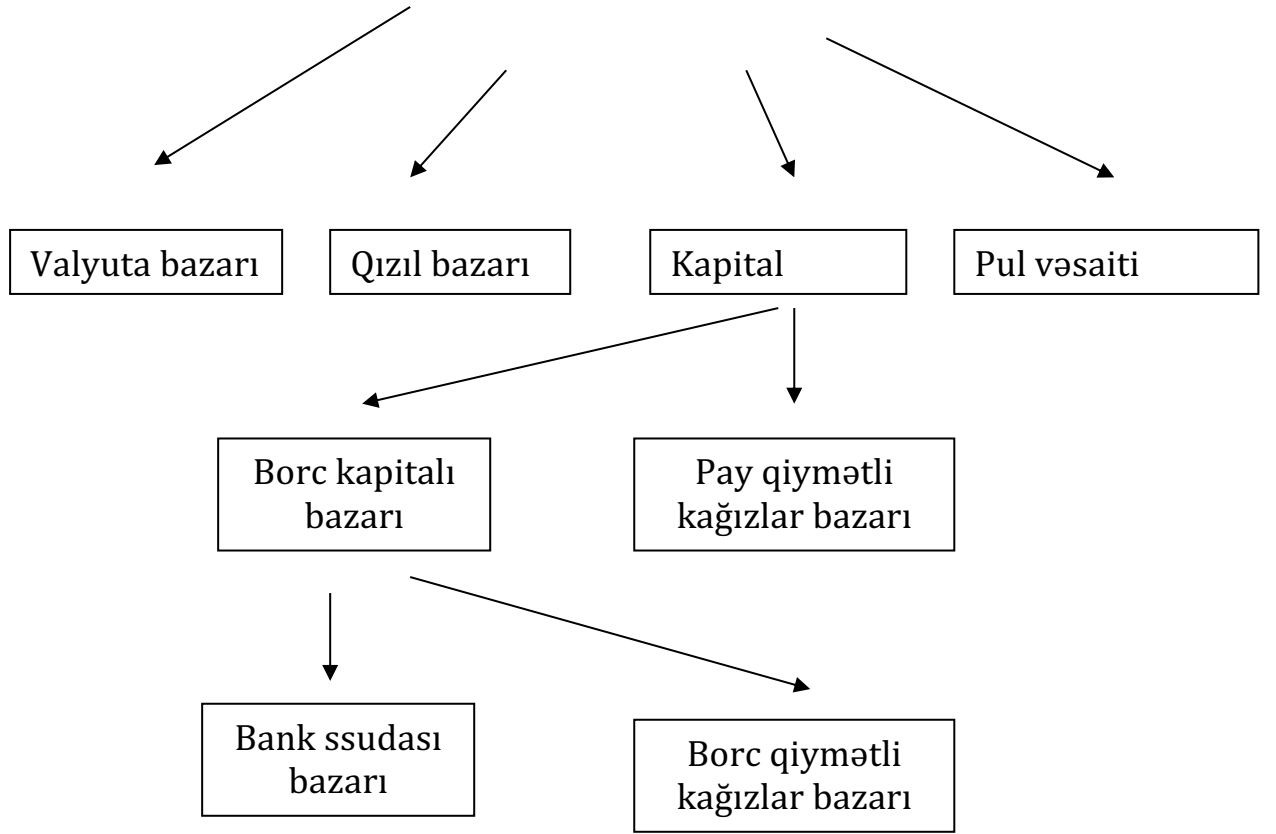 Valyuta bazarı
Qızıl bazarı
Kapital
Pul vəsaiti
Borc kapitalı
bazarı
Pay qiymətli
kağızlar bazarı
Bank ssudası
bazarı
Borc qiymətli
kağızlar bazarı